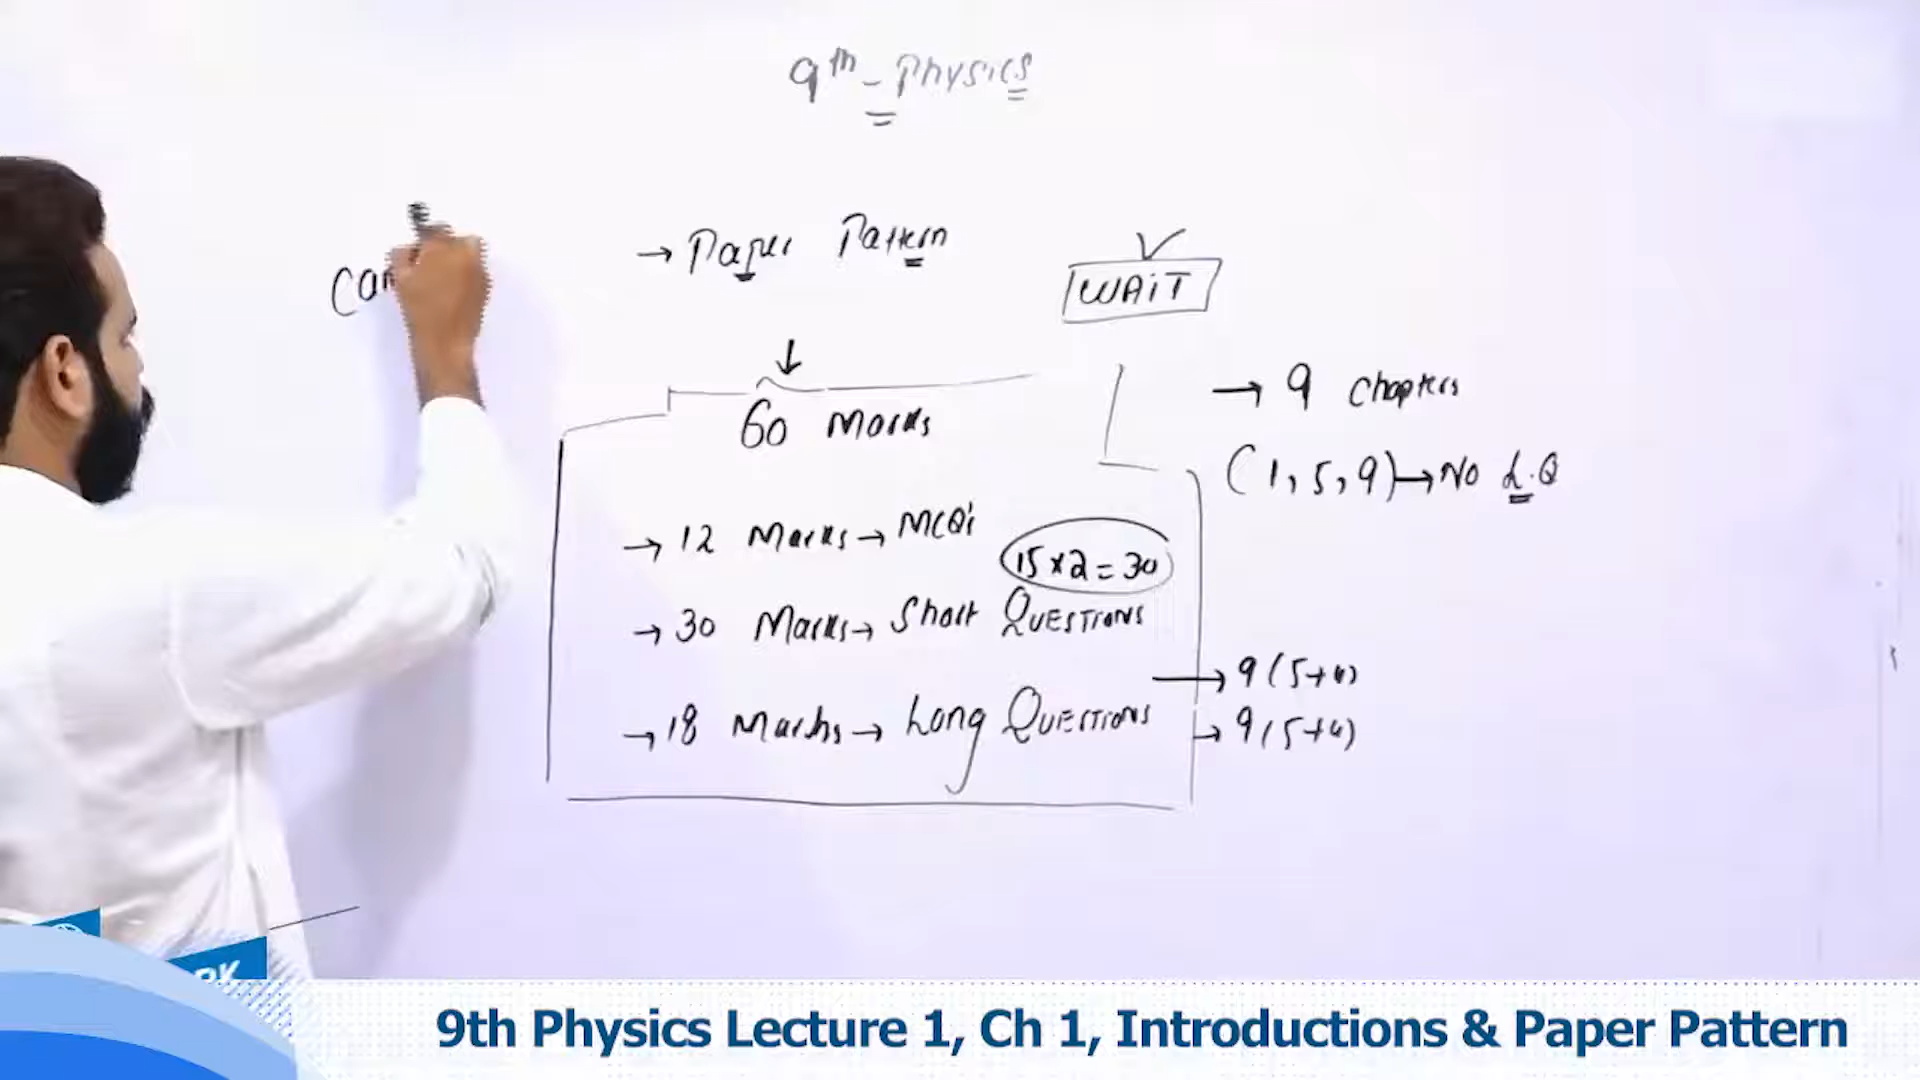 9th - Physics
→ Paper Pattern
WAiT
60 Marks
→ 9 Chapters
(1, 5, 9) → No L.Q
→ 12 Marks → MCQ's
15 × 2 = 30
→ 30 Marks → Short QUESTIONS
→ 18 Marks → Long QUESTIONS
→ 9 (5+4)
→ 9 (5+4)
9th Physics Lecture 1, Ch 1, Introductions & Paper Pattern